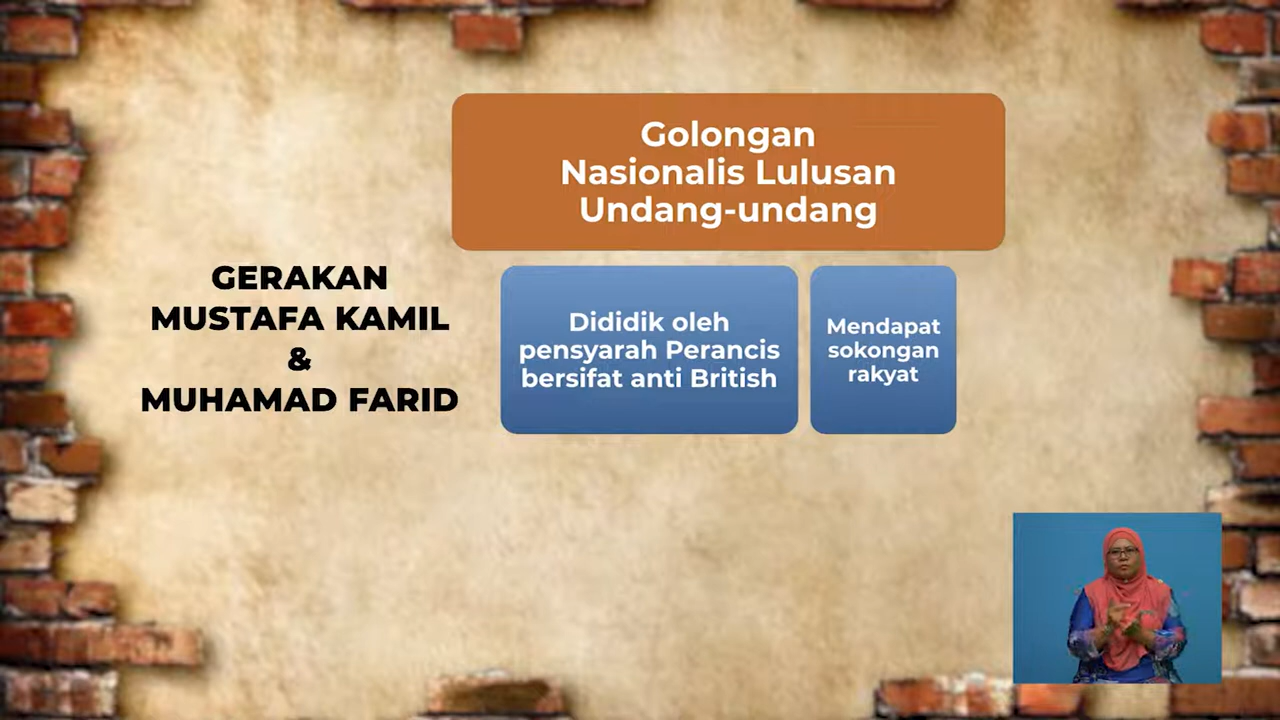 Golongan
Nasionalis Lulusan
Undang-undang
GERAKAN
MUSTAFA KAMIL
&
MUHAMAD FARID
Dididik oleh
pensyarah Perancis
bersifat anti British
Mendapat
sokongan
rakyat